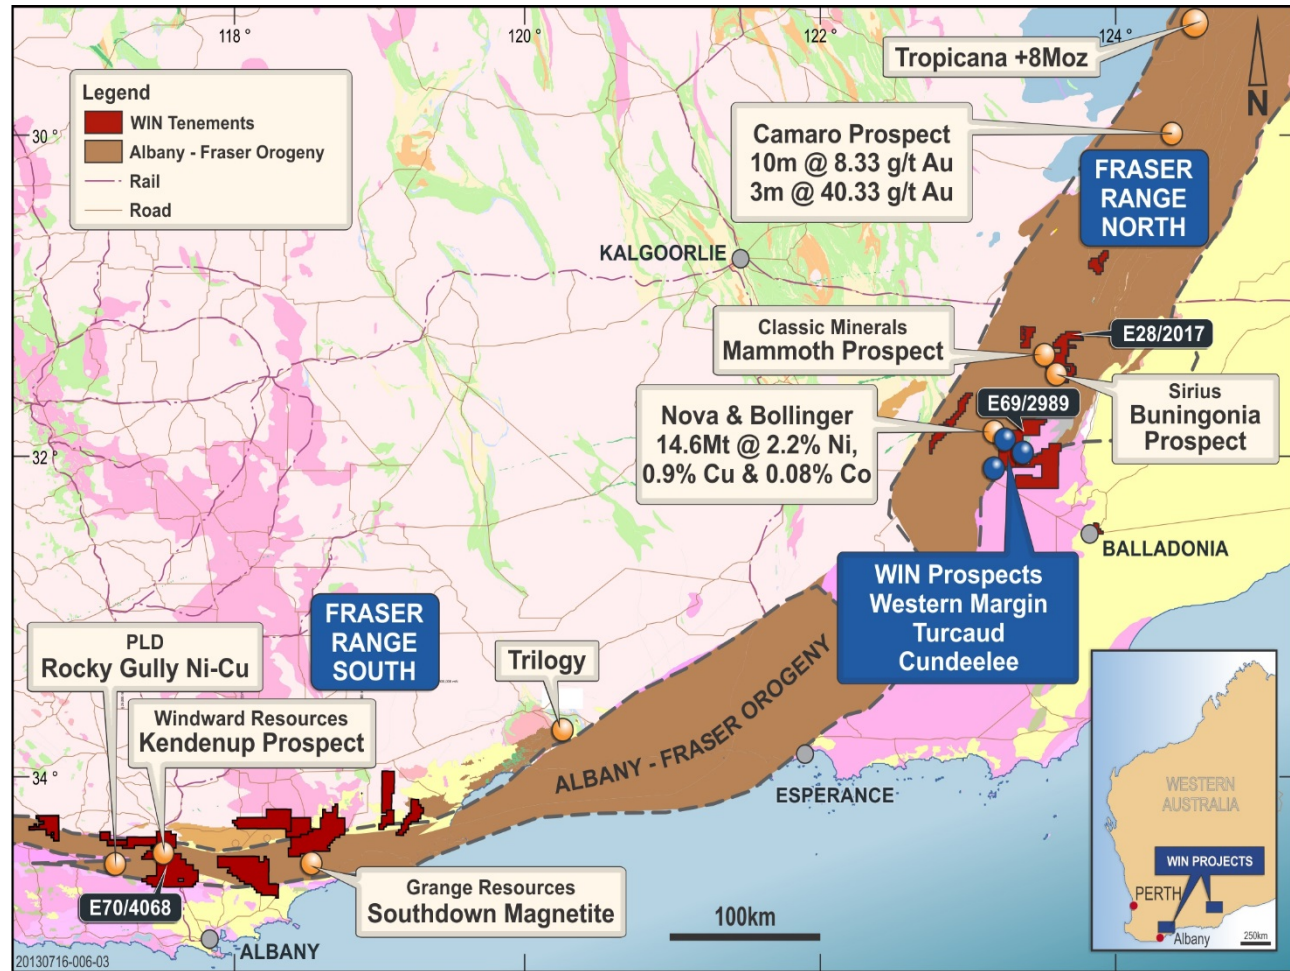 118 °
120 °
122 °
124 °
30 °
32 °
34 °
Legend
WIN Tenements
Albany - Fraser Orogeny
Rail
Road
Tropicana +8Moz
N
Camaro Prospect
10m @ 8.33 g/t Au
3m @ 40.33 g/t Au
FRASER
RANGE
NORTH
KALGOORLIE
Classic Minerals
Mammoth Prospect
E28/2017
Sirius
Buningonia
Prospect
E69/2989
Nova & Bollinger
14.6Mt @ 2.2% Ni,
0.9% Cu & 0.08% Co
BALLADONIA
WIN Prospects
Western Margin
Turcaud
Cundeelee
FRASER
RANGE
SOUTH
PLD
Rocky Gully Ni-Cu
Windward Resources
Kendenup Prospect
Trilogy
ALBANY - FRASER OROGENY
ESPERANCE
E70/4068
Grange Resources
Southdown Magnetite
ALBANY
100km
20130716-006-03
WESTERN
AUSTRALIA
WIN PROJECTS
PERTH
Albany
250km